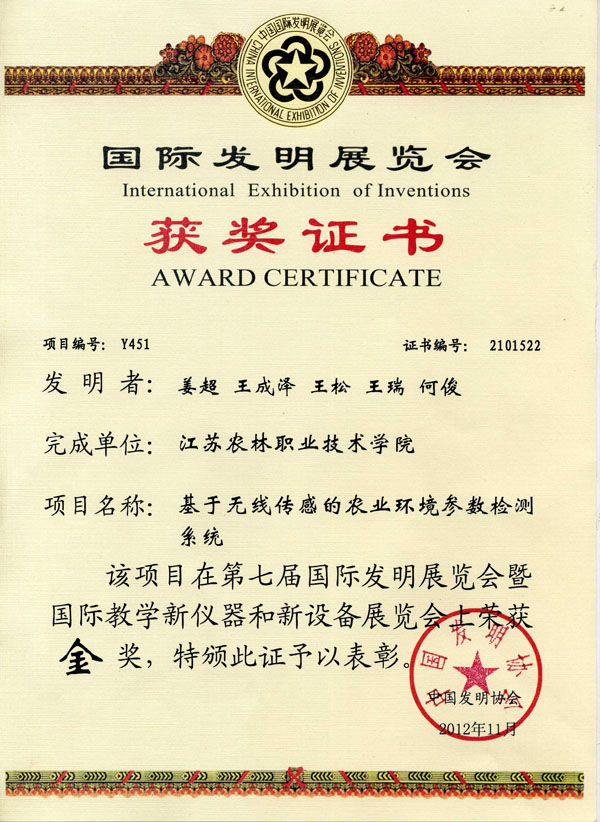 中国国际发明展览会
CHINA INTERNATIONAL EXHIBITION OF INVENTIONS
国际发明展览会
International Exhibition of Inventions
获奖证书
AWARD CERTIFICATE
项目编号: Y451 证书编号: 2101522
发明者: 姜超 王成泽 王松 王瑞 何俊
完成单位: 江苏农林职业技术学院
项目名称: 基于无线传感的农业环境参数检测
系统
该项目在第七届国际发明展览会暨
国际教学新仪器和新设备展览会上荣获
金奖，特颁此证予以表彰。
中国发明协会
中国发明协会
2012年11月